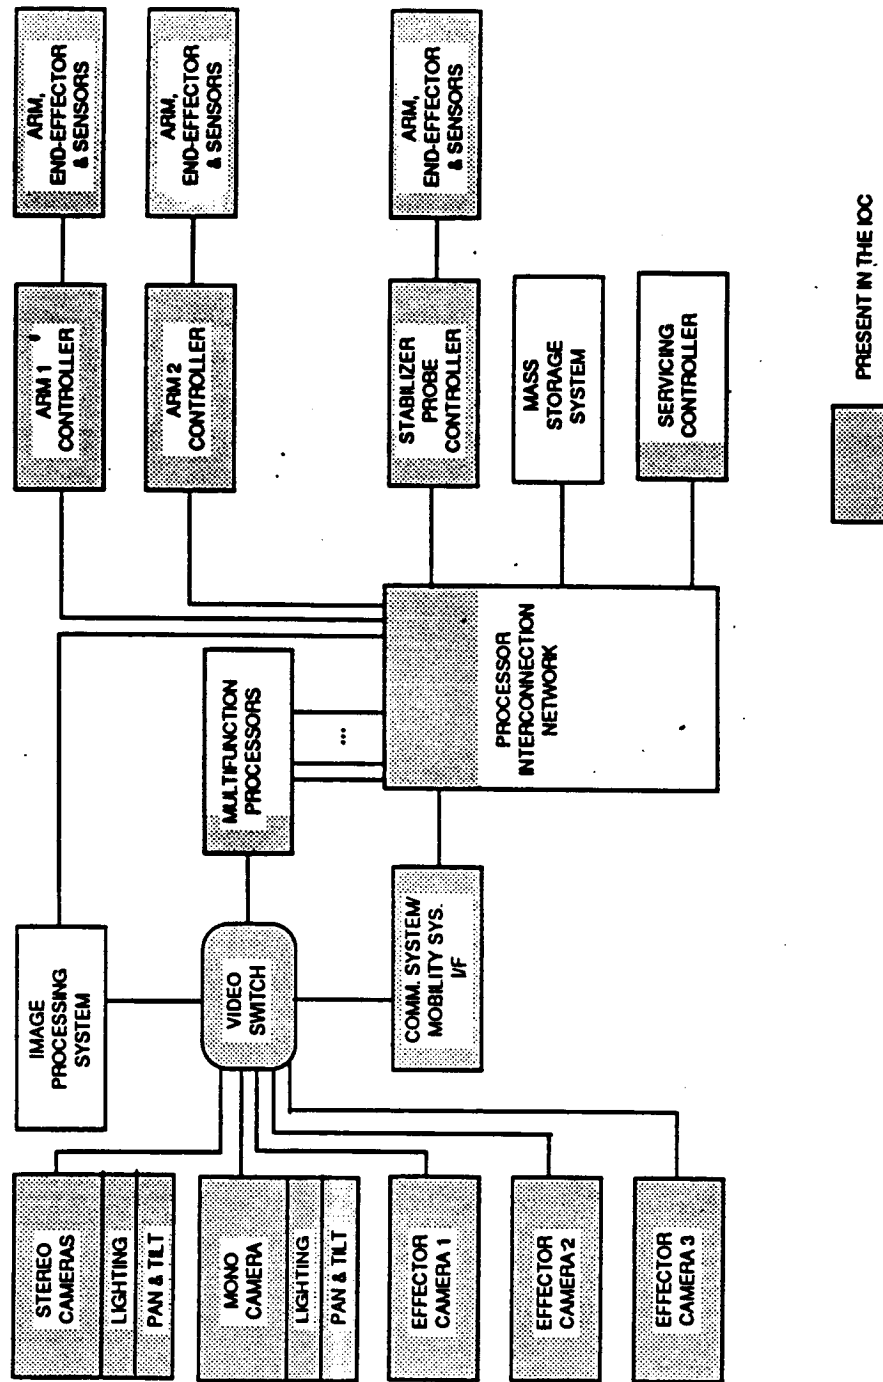 STEREO
CAMERAS
LIGHTING
PAN & TILT
MONO
CAMERA
LIGHTING
PAN & TILT
EFFECTOR
CAMERA 1
EFFECTOR
CAMERA 2
EFFECTOR
CAMERA 3
IMAGE
PROCESSING
SYSTEM
VIDEO
SWITCH
COMM. SYSTEM/
MOBILITY SYS.
I/F
MULTIFUNCTION
PROCESSORS
...
PROCESSOR
INTERCONNECTION
NETWORK
ARM 1
CONTROLLER
ARM 2
CONTROLLER
STABILIZER
PROBE
CONTROLLER
MASS
STORAGE
SYSTEM
SERVICING
CONTROLLER
ARM,
END-EFFECTOR
& SENSORS
ARM,
END-EFFECTOR
& SENSORS
ARM,
END-EFFECTOR
& SENSORS
PRESENT IN THE IOC